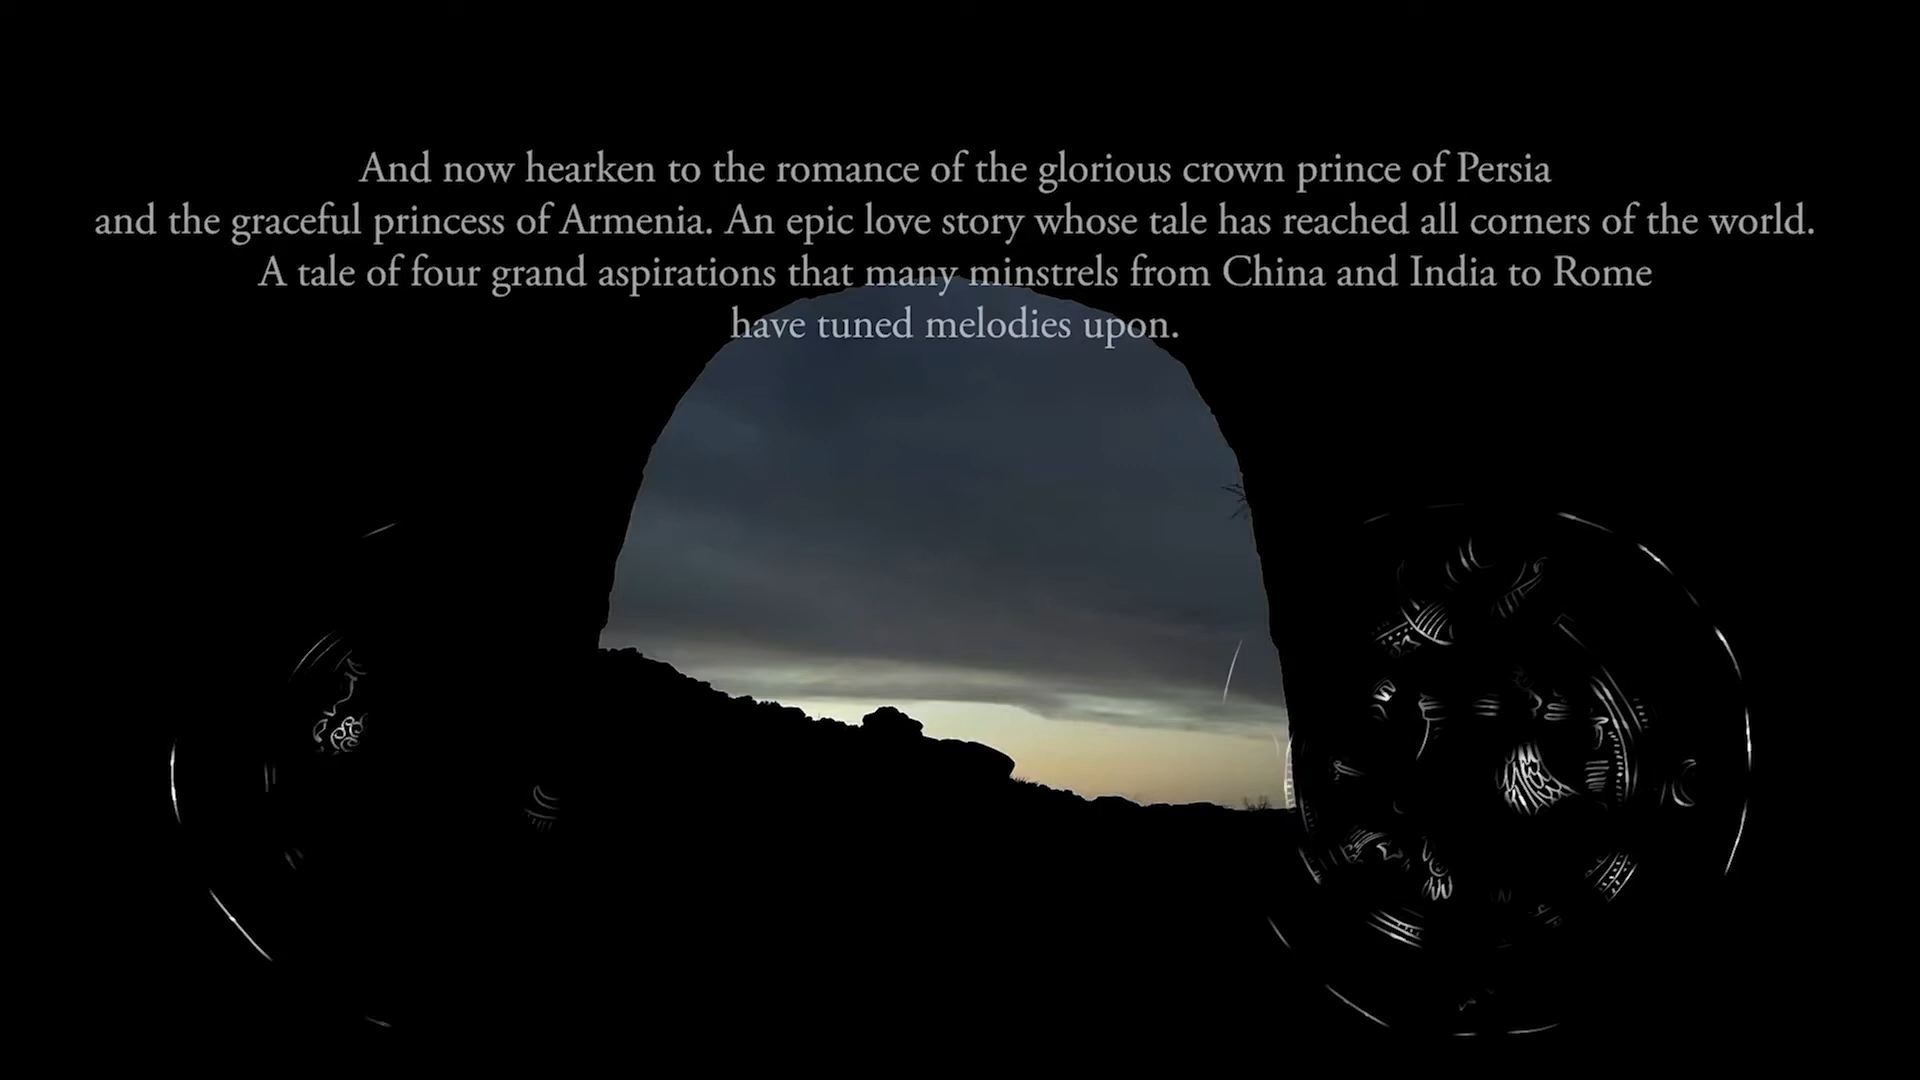 And now hearken to the romance of the glorious crown prince of Persia
and the graceful princess of Armenia. An epic love story whose tale has reached all corners of the world.
A tale of four grand aspirations that many minstrels from China and India to Rome
have tuned melodies upon.